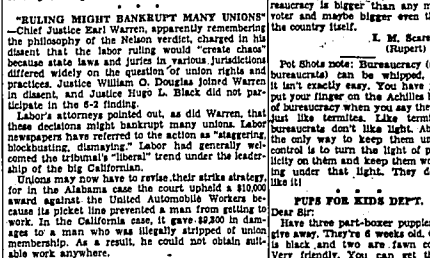 "RULING MIGHT BANKRUPT MANY UNIONS"
—Chief Justice Earl Warren, apparently remembering
the philosophy of the Nelson verdict, charged in his
dissent that the labor ruling would "create chaos"
because state laws and juries in various jurisdictions
differed widely on the question of union rights and
practices. Justice William O. Douglas joined Warren
in dissent, and Justice Hugo L. Black did not par-
ticipate in the 6-2 finding.
Labor's attorneys pointed out, as did Warren, that
these decisions might bankrupt many unions. Labor
newspapers have referred to the action as "staggering,
blockbusting, dismaying." Labor had generally wel-
comed the tribunal's "liberal" trend under the leader-
ship of the big Californian.
Unions may now have to revise their strike strategy,
for in the Alabama case the court upheld a $10,000
award against the United Automobile Workers be-
cause its picket line prevented a man from getting to
work. In the California case, it gave $9,300 in dam-
ages to a man who was illegally stripped of union
membership. As a result, he could not obtain suit-
able work anywhere.
reaucracy is bigger than any m
voter and maybe bigger even t
the country itself.
E. M. Scare
(Rupert)
Pot Shots note: Bureaucracy (
bureaucrats) can be whipped,
it isn't exactly easy. You have
put your finger on the Achilles h
of bureaucracy when you say the
just like termites. Like term
bureaucrats don't like light. Ab
the only way to keep them un
control is to turn the light of p
licity on them and keep them wo
ing under that light. They d
like it!
PUPS FOR KIDS DEPT.
Dear Sir:
Have three part-boxer puppies
give away. They're 6 weeks old. O
is black and two are fawn co
Very friendly. You can get th